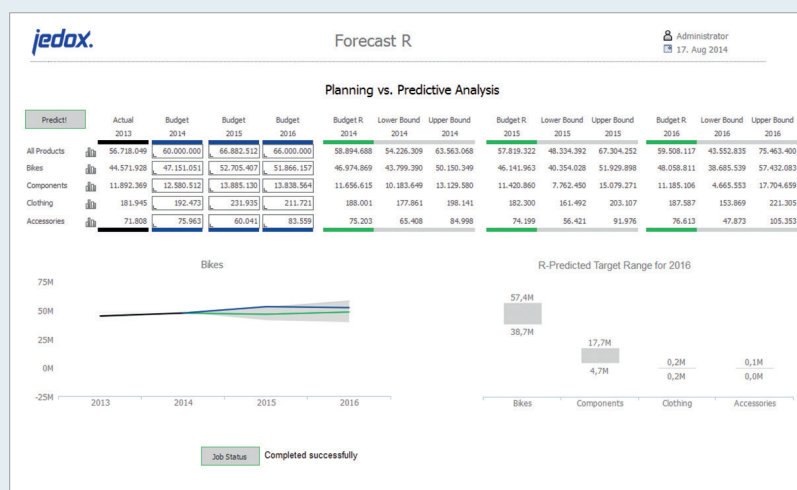 jedox.
Forecast R
Administrator
17. Aug 2014
Planning vs. Predictive Analysis
Predict!
Actual Budget Budget Budget Budget R Lower Bound Upper Bound Budget R Lower Bound Upper Bound Budget R Lower Bound Upper Bound
2013 2014 2015 2016 2014 2014 2014 2015 2015 2015 2016 2016 2016
All Products 56.718.049 60.000.000 66.882.512 66.000.000 58.894.688 54.226.309 63.563.068 57.819.322 48.334.392 67.304.252 59.508.117 43.552.835 75.463.400
Bikes 44.571.928 47.151.051 52.705.407 51.866.157 46.974.869 43.799.390 50.150.349 46.141.963 40.354.028 51.929.898 48.058.811 38.685.539 57.432.083
Components 11.892.369 12.580.512 13.885.130 13.838.564 11.656.615 10.183.649 13.129.580 11.420.860 7.762.450 15.079.271 11.185.106 4.665.553 17.704.659
Clothing 181.945 192.473 231.935 211.721 188.001 177.861 198.141 182.300 161.492 203.107 187.587 153.869 221.305
Accessories 71.808 75.963 60.041 83.559 75.203 65.408 84.998 74.199 56.421 91.976 76.613 47.873 105.353
Bikes
75M
50M
25M
0M
-25M
2013 2014 2015 2016
R-Predicted Target Range for 2016
57,4M
38,7M
17,7M
4,7M
0,2M
0,2M
0,1M
0,0M
Bikes Components Clothing Accessories
Job Status Completed successfully